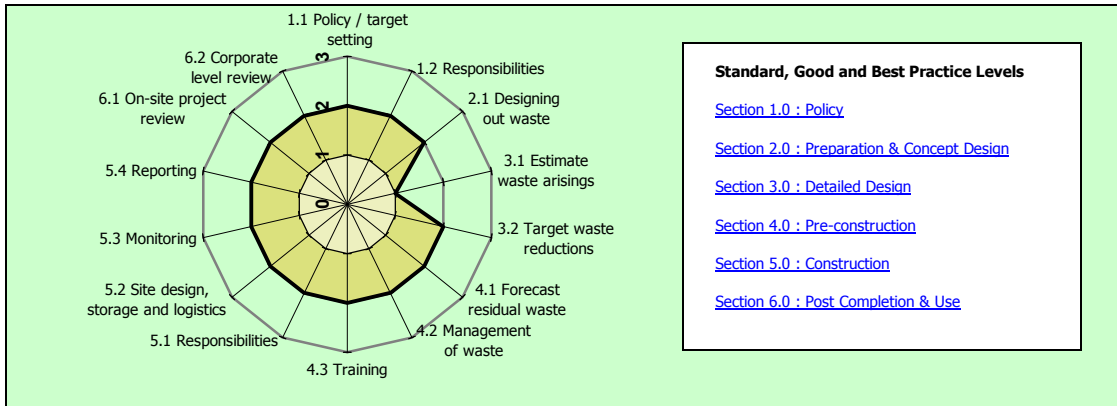 1.1 Policy / target
setting
1.2 Responsibilities
2.1 Designing
out waste
3.1 Estimate
waste arisings
3.2 Target waste
reductions
4.1 Forecast
residual waste
4.2 Management
of waste
4.3 Training
5.1 Responsibilities
5.2 Site design,
storage and logistics
5.3 Monitoring
5.4 Reporting
6.1 On-site project
review
6.2 Corporate
level review
3
2
1
0
Standard, Good and Best Practice Levels
Section 1.0 : Policy
Section 2.0 : Preparation & Concept Design
Section 3.0 : Detailed Design
Section 4.0 : Pre-construction
Section 5.0 : Construction
Section 6.0 : Post Completion & Use